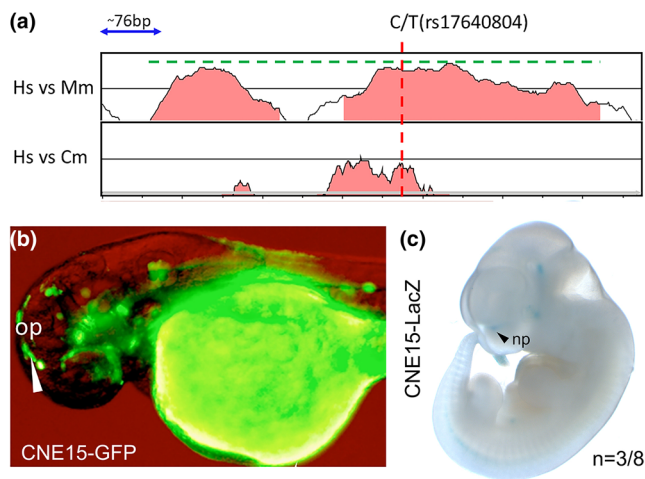 (a)
~76bp
C/T(rs17640804)
Hs vs Mm
Hs vs Cm
(b)
op
CNE15-GFP
(c)
CNE15-LacZ
np
n=3/8